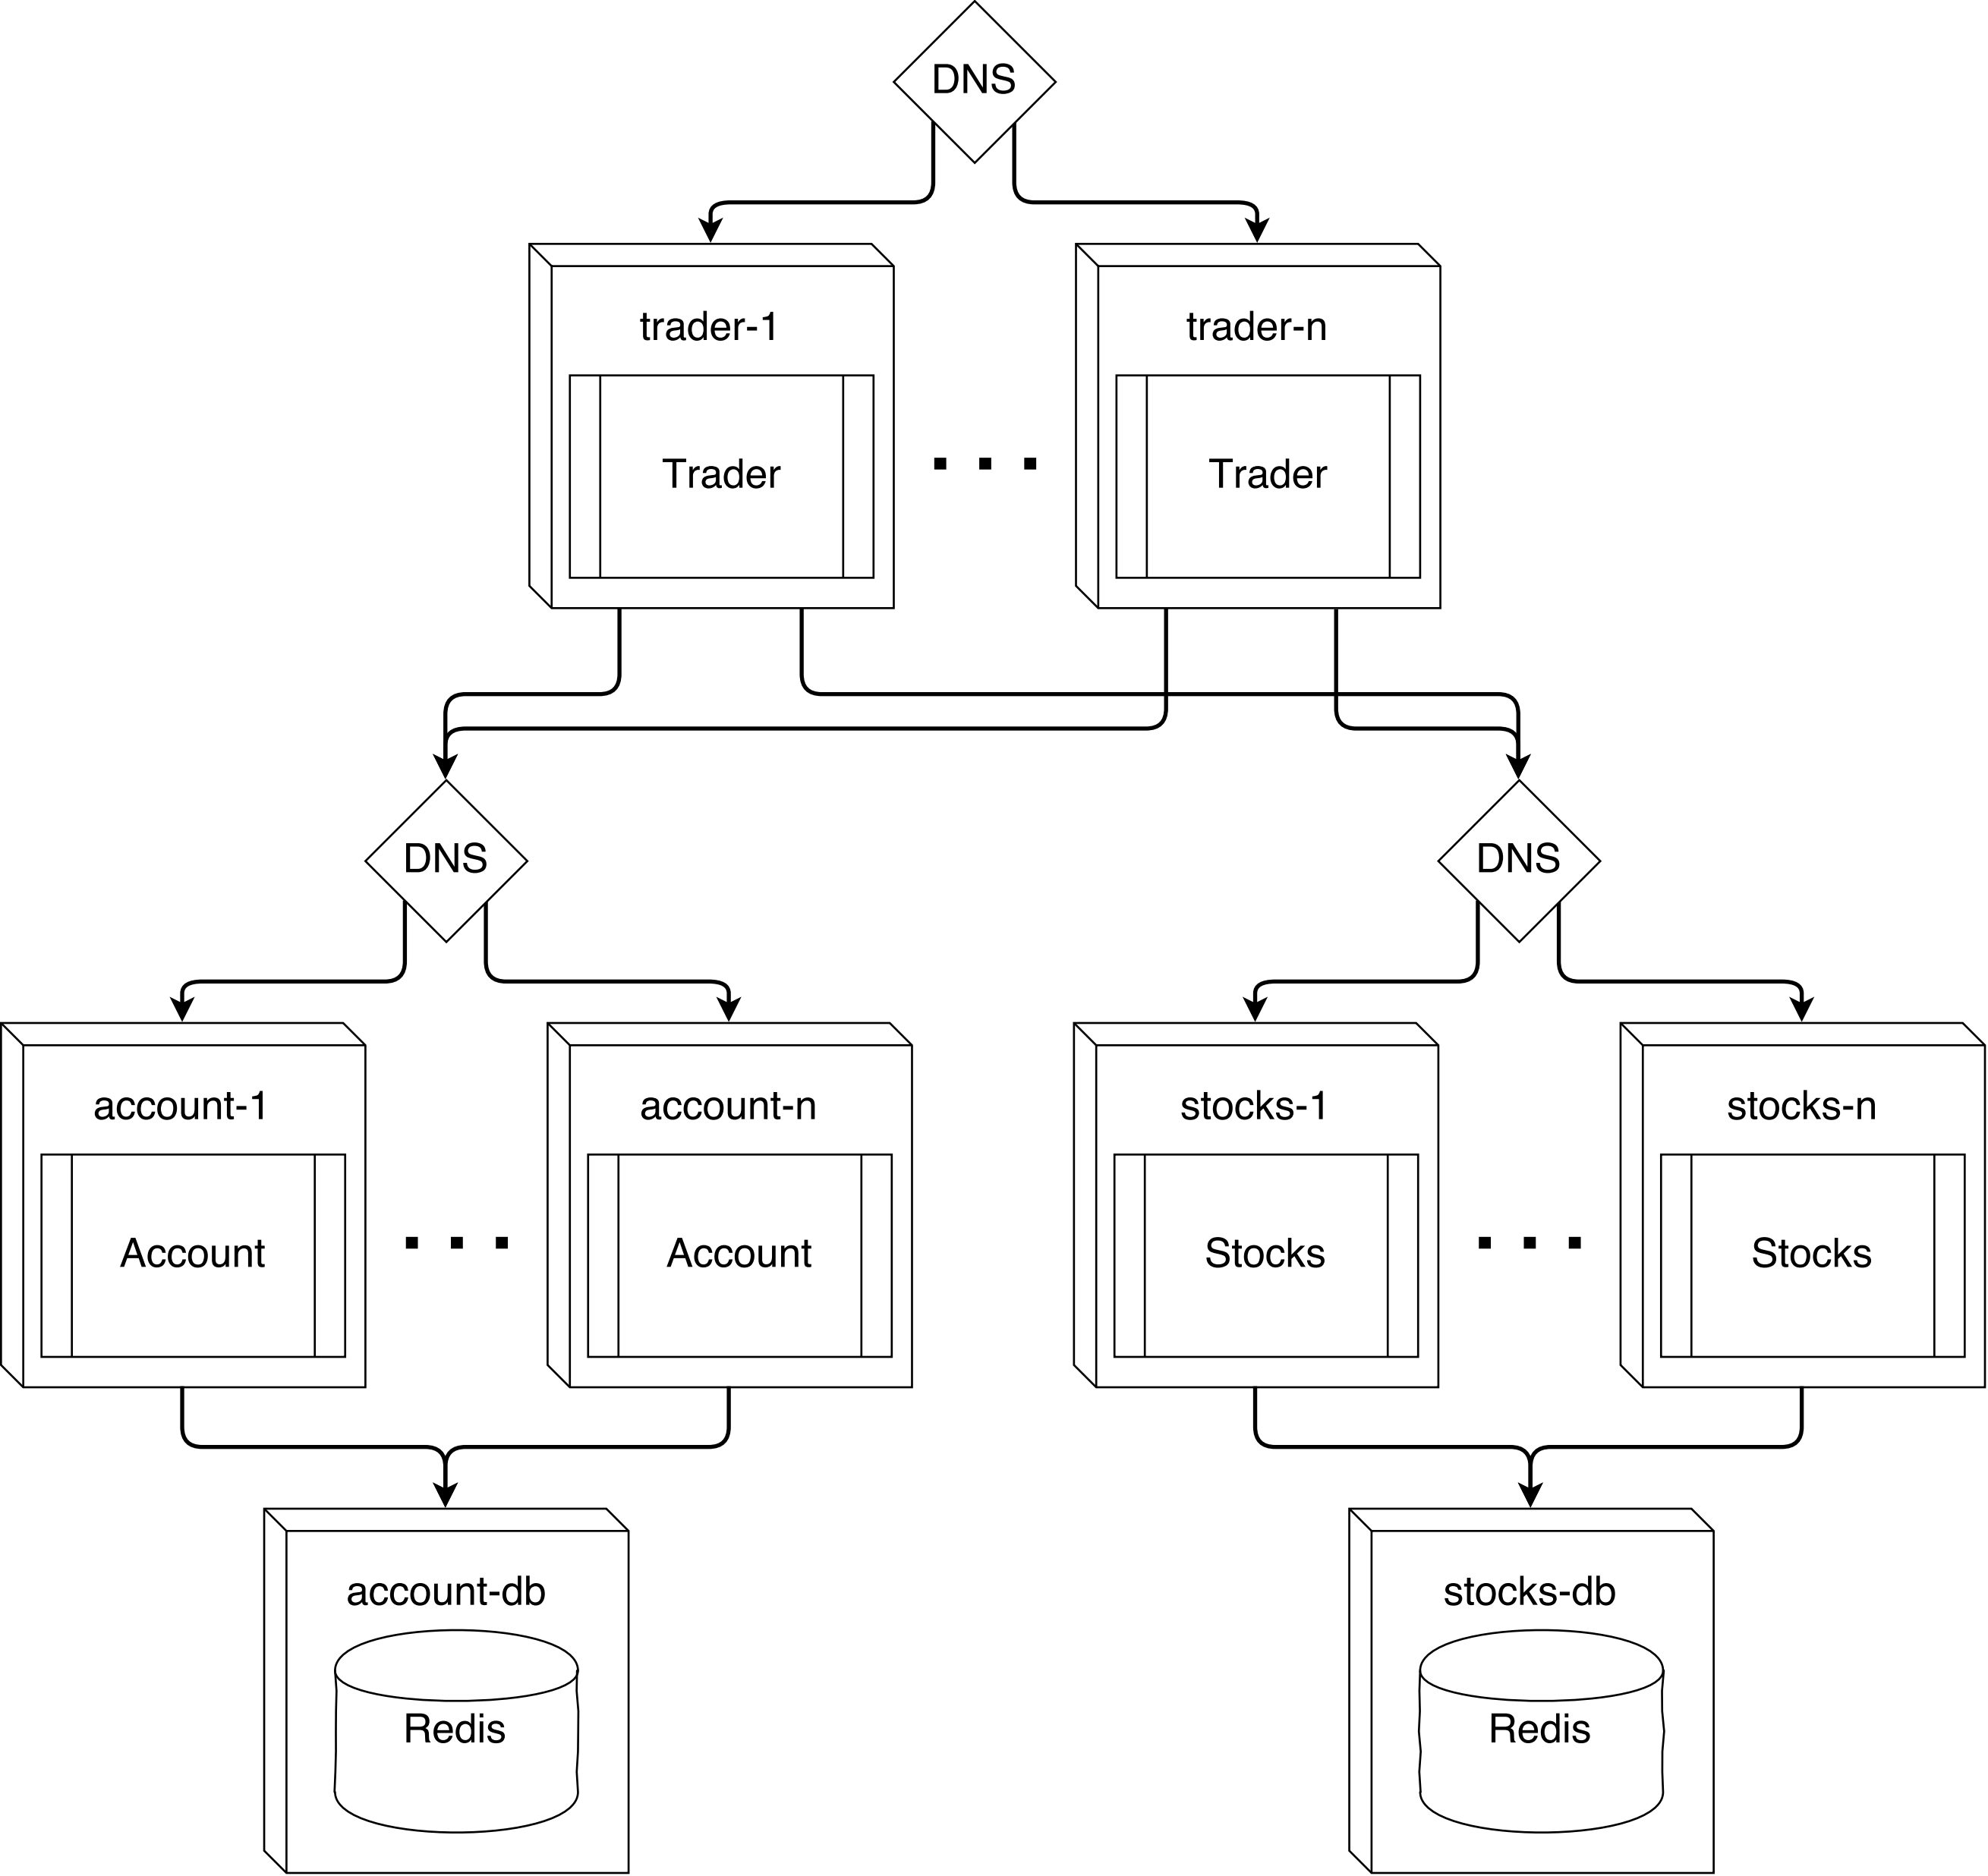 DNS
trader-1
trader-n
Trader
Trader
DNS
DNS
account-1
account-n
stocks-1
stocks-n
Account
Account
Stocks
Stocks
account-db
stocks-db
Redis
Redis